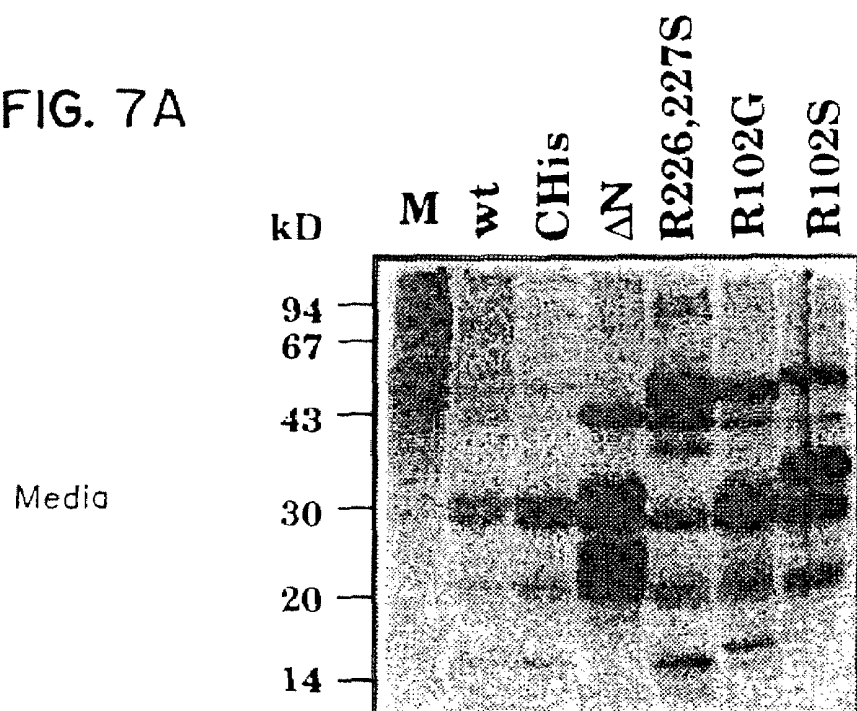 FIG. 7A
kD
M
wt
CHis
ΔN
R226,227S
R102G
R102S
94
67
43
Media
30
20
14